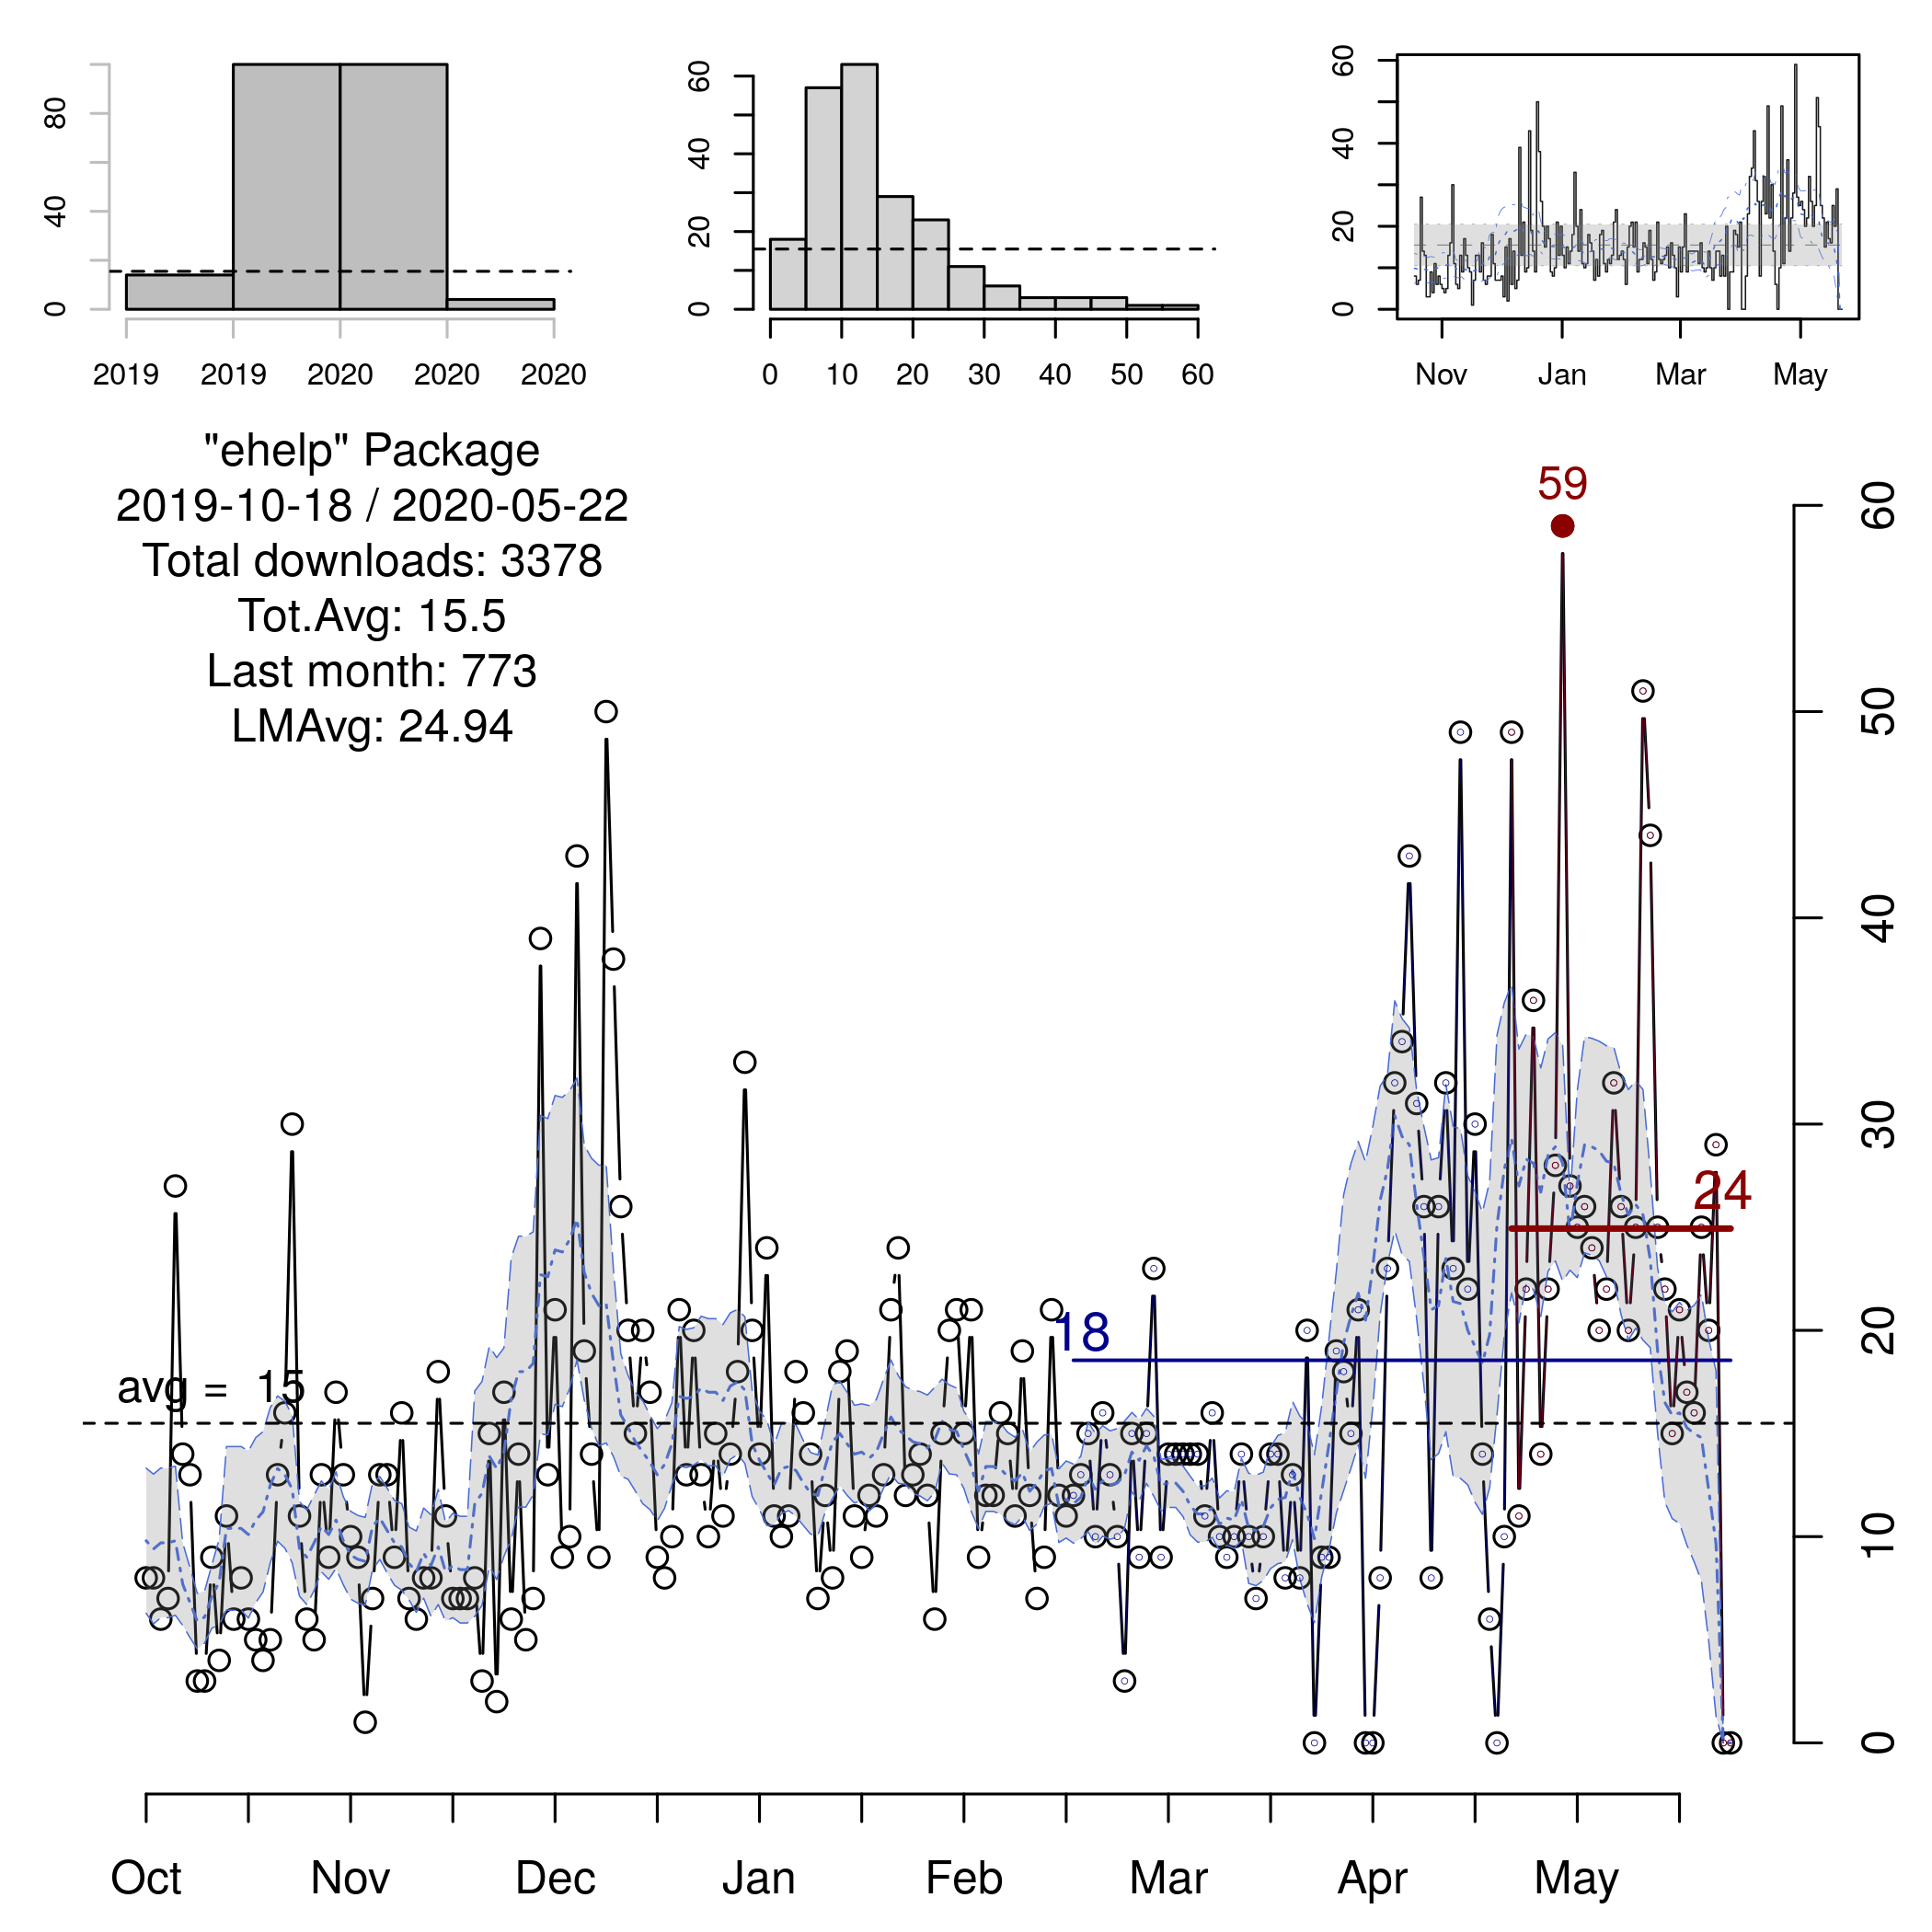 0 40 80
2019 2019 2020 2020 2020
0 20 40 60
0 10 20 30 40 50 60
0 20 40 60
Nov Jan Mar May
"ehelp" Package
2019-10-18 / 2020-05-22
Total downloads: 3378
Tot.Avg: 15.5
Last month: 773
LMAvg: 24.94
59
24
18
avg = 15
0 10 20 30 40 50 60
Oct Nov Dec Jan Feb Mar Apr May